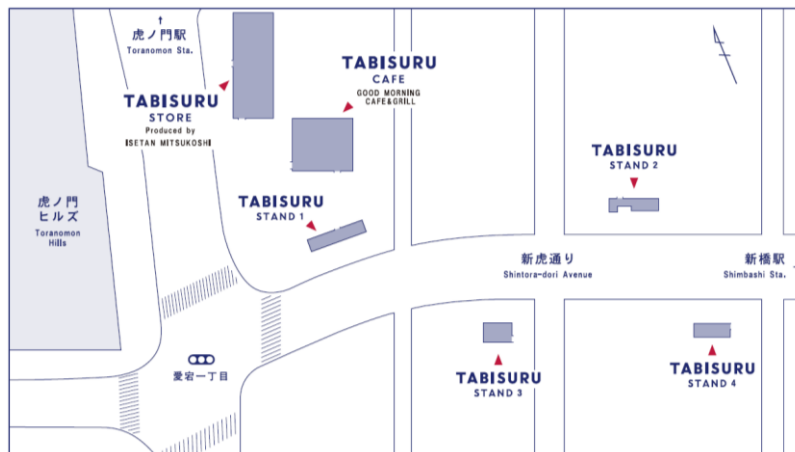 ↑
虎ノ門駅
Toranomon Sta.
TABISURU
STORE
Produced by
ISETAN MITSUKOSHI
TABISURU
CAFE
GOOD MORNING
CAFE&GRILL
TABISURU
STAND 1
TABISURU
STAND 2
虎ノ門
ヒルズ
Toranomon
Hills
新虎通り
Shintora-dori Avenue
新橋駅
Shimbashi Sta.
愛宕一丁目
TABISURU
STAND 3
TABISURU
STAND 4